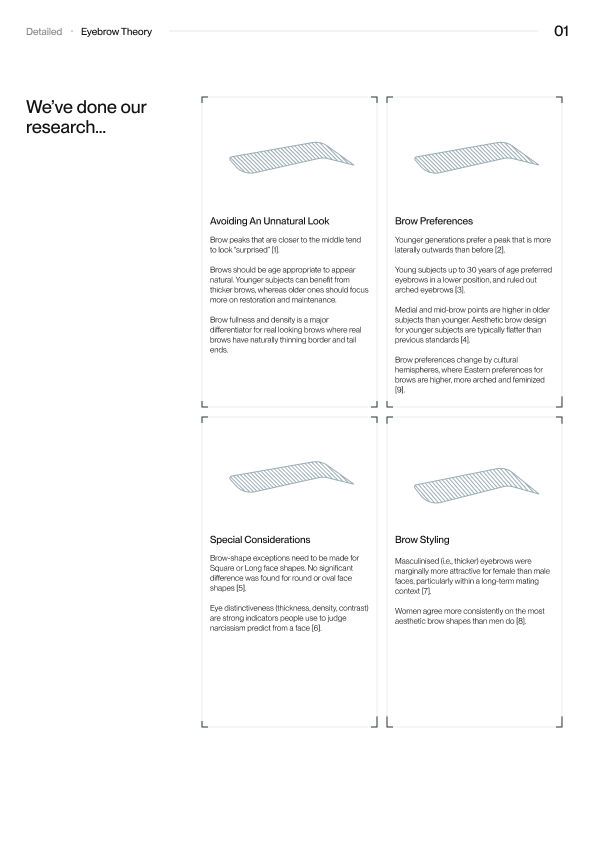 Detailed • Eyebrow Theory 01
We’ve done our
research...
Avoiding An Unnatural Look
Brow peaks that are closer to the middle tend
to look “surprised” [1].
Brows should be age appropriate to appear
natural. Younger subjects can benefit from
thicker brows, whereas older ones should focus
more on restoration and maintenance.
Brow fullness and density is a major
differentiator for real looking brows where real
brows have naturally thinning border and tail
ends.
Brow Preferences
Younger generations prefer a peak that is more
laterally outwards than before [2].
Young subjects up to 30 years of age preferred
eyebrows in a lower position, and ruled out
arched eyebrows [3].
Medial and mid-brow points are higher in older
subjects than younger. Aesthetic brow design
for younger subjects are typically flatter than
previous standards [4].
Brow preferences change by cultural
hemispheres, where Eastern preferences for
brows are higher, more arched and feminized
[9].
Special Considerations
Brow-shape exceptions need to be made for
Square or Long face shapes. No significant
difference was found for round or oval face
shapes [5].
Eye distinctiveness (thickness, density, contrast)
are strong indicators people use to judge
narcissism predict from a face [6].
Brow Styling
Masculinised (i.e., thicker) eyebrows were
marginally more attractive for female than male
faces, particularly within a long-term mating
context [7].
Women agree more consistently on the most
aesthetic brow shapes than men do [8].